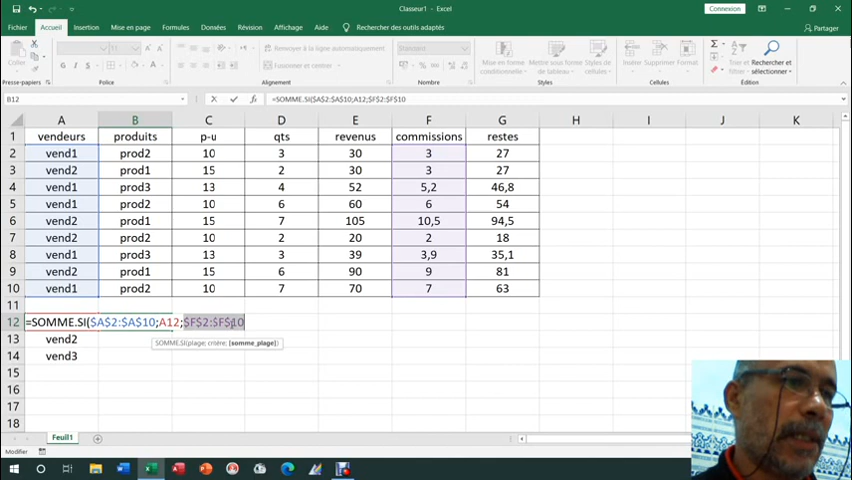 Classeur1 - Excel
Connexion
Fichier Accueil Insertion Mise en page Formules Données Révision Affichage Aide Rechercher des outils adaptés Partager
Coller
11
Renvoyer à la ligne automatiquement
Standard
Fusionner et centrer
G I S
% 000
Mise en forme conditionnelle
Mettre sous forme de tableau
Styles de cellules
Insérer Supprimer Format
Rechercher et sélectionner
Presse-papiers Police Alignement Nombre Styles Cellules Édition
B12 =SOMME.SI($A$2:$A$10;A12;$F$2:$F$10
A B C D E F G H I J K
1 vendeurs produits p-u qts revenus commissions restes
2 vend1 prod2 10 3 30 3 27
3 vend2 prod1 15 2 30 3 27
4 vend1 prod3 13 4 52 5,2 46,8
5 vend1 prod2 10 6 60 6 54
6 vend2 prod1 15 7 105 10,5 94,5
7 vend2 prod2 10 2 20 2 18
8 vend1 prod3 13 3 39 3,9 35,1
9 vend2 prod1 15 6 90 9 81
10 vend1 prod2 10 7 70 7 63
11
12 =SOMME.SI($A$2:$A$10;A12;$F$2:$F$10
13 vend2
SOMME.SI(plage; critère; [somme_plage])
14 vend3
15
16
17
18
Feuil1
Modifier